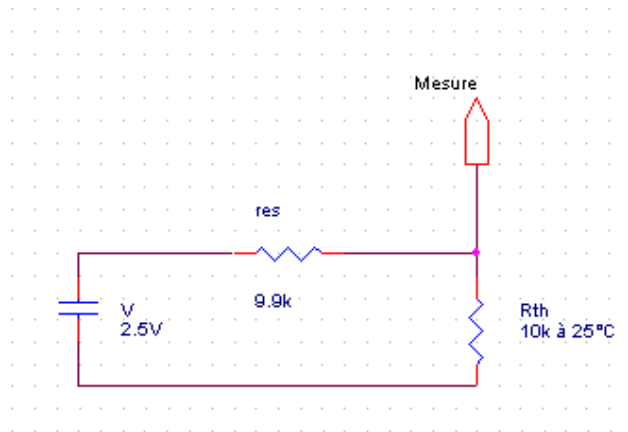 Mesure
res
9.9k
V
2.5V
Rth
10k à 25°C